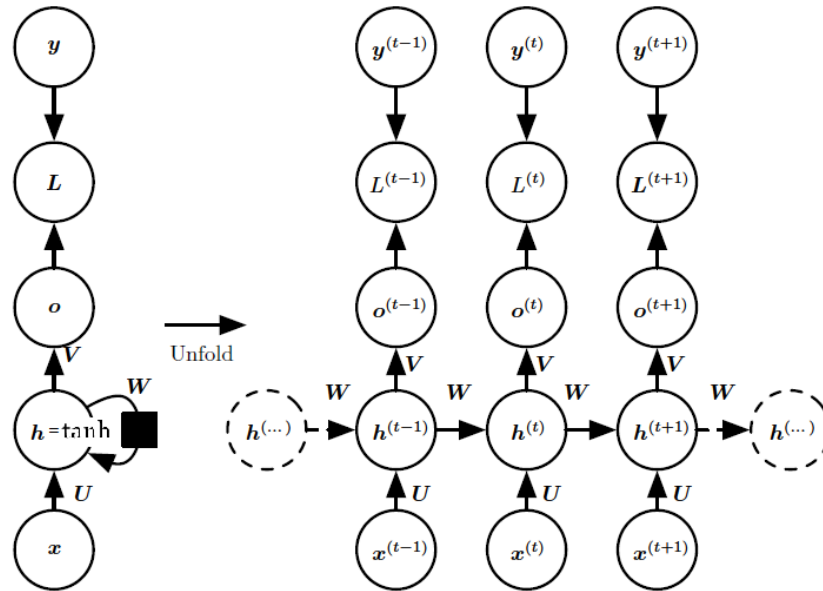 y y^(t−1) y^(t) y^(t+1)
L L^(t−1) L^(t) L^(t+1)
o o^(t−1) o^(t) o^(t+1)
Unfold
V V V V
W W W W W
h=tanh h^(...) h^(t−1) h^(t) h^(t+1) h^(...)
U U U U
x x^(t−1) x^(t) x^(t+1)